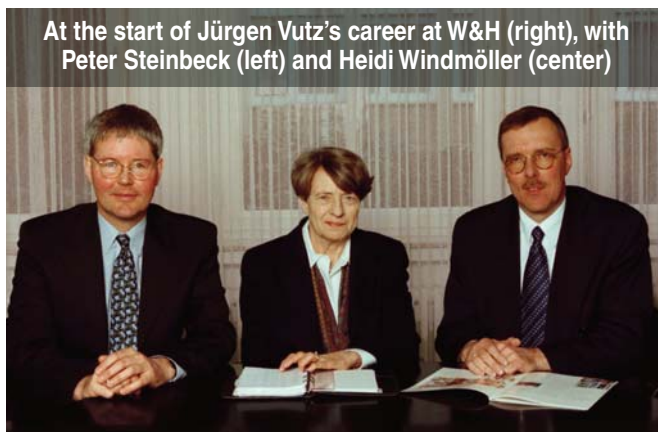 At the start of Jürgen Vutz’s career at W&H (right), with
Peter Steinbeck (left) and Heidi Windmöller (center)